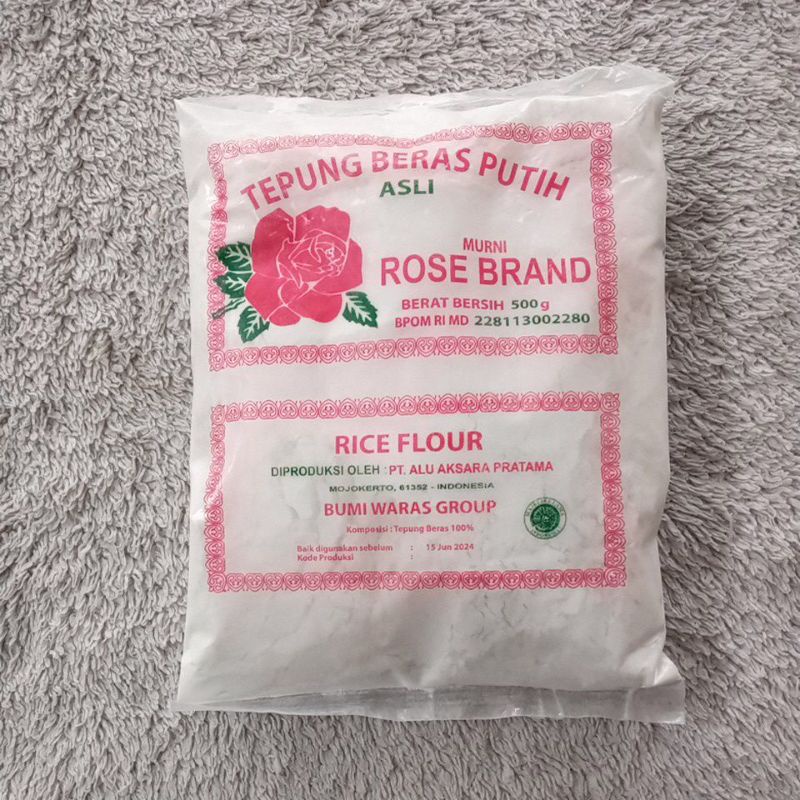 TEPUNG BERAS PUTIH
ASLI
MURNI
ROSE BRAND
BERAT BERSIH 500 g
BPOM RI MD 228113002280
RICE FLOUR
DIPRODUKSI OLEH : PT. ALU AKSARA PRATAMA
MOJOKERTO, 61352 - INDONESIA
BUMI WARAS GROUP
Komposisi : Tepung Beras 100%
Baik digunakan sebelum : 15 Jun 2024
Kode Produksi :